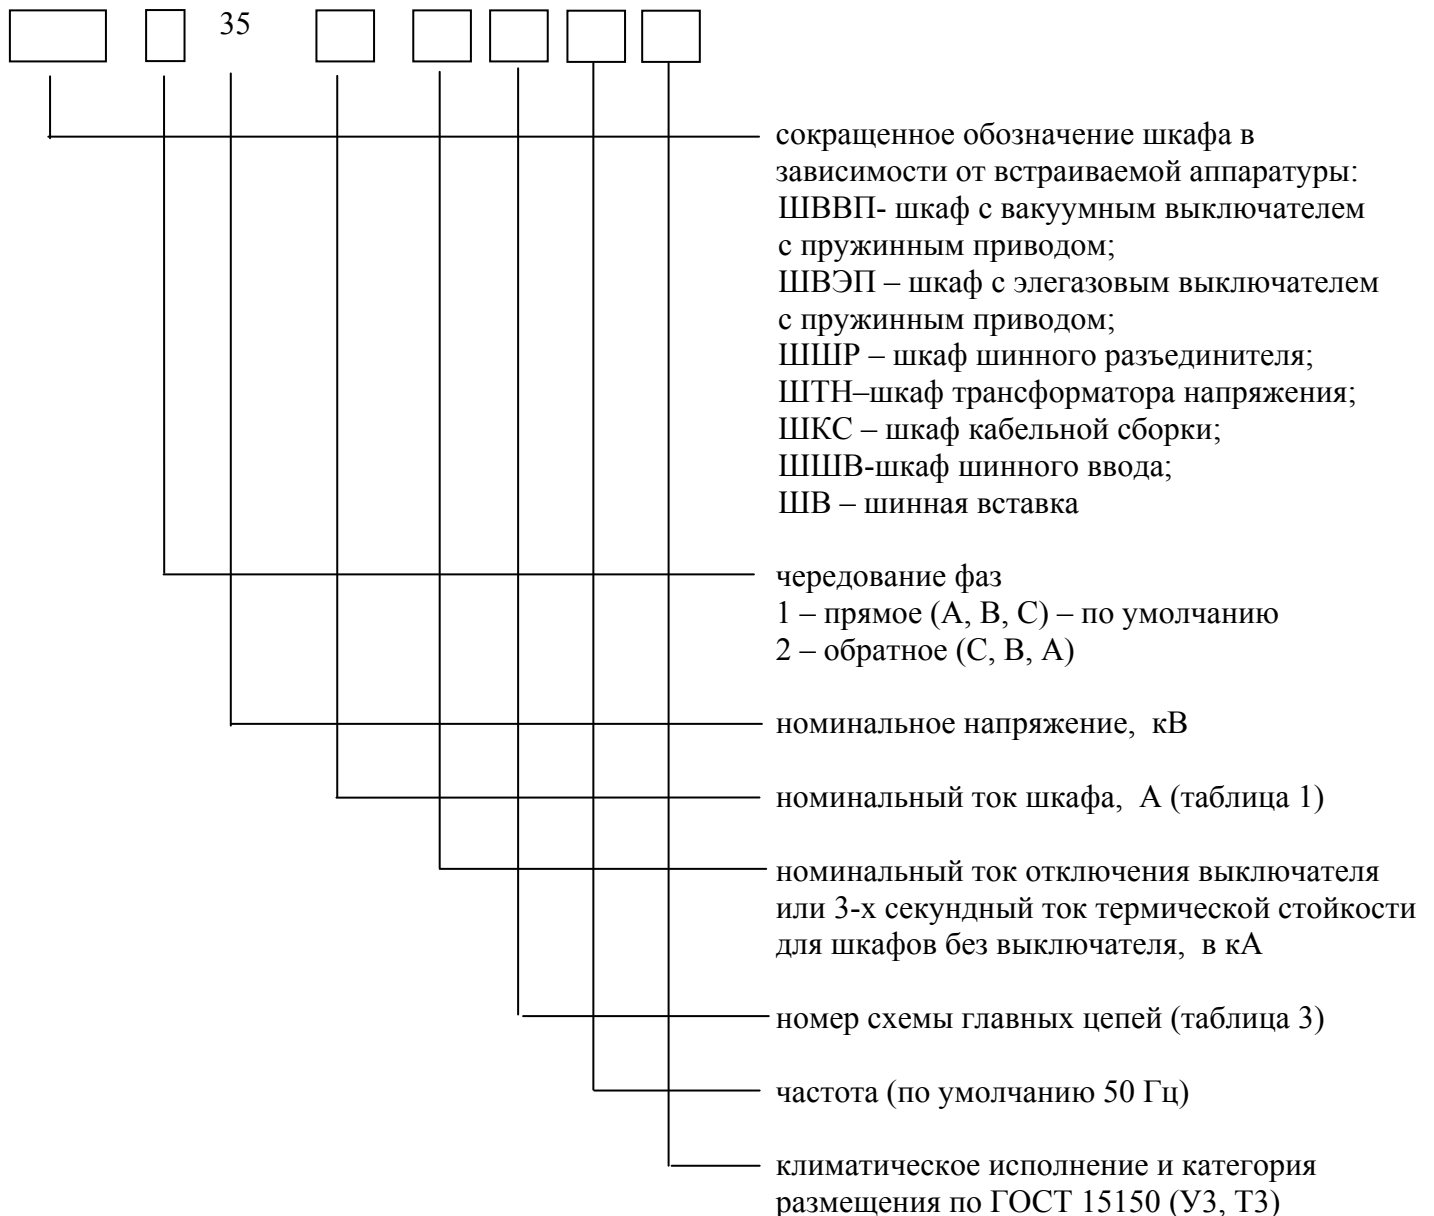 35
сокращенное обозначение шкафа в
зависимости от встраиваемой аппаратуры:
ШВВП- шкаф с вакуумным выключателем
с пружинным приводом;
ШВЭП – шкаф с элегазовым выключателем
с пружинным приводом;
ШШР – шкаф шинного разъединителя;
ШТН–шкаф трансформатора напряжения;
ШКС – шкаф кабельной сборки;
ШШВ-шкаф шинного ввода;
ШВ – шинная вставка
чередование фаз
1 – прямое (А, В, С) – по умолчанию
2 – обратное (С, В, А)
номинальное напряжение, кВ
номинальный ток шкафа, А (таблица 1)
номинальный ток отключения выключателя
или 3-х секундный ток термической стойкости
для шкафов без выключателя, в кА
номер схемы главных цепей (таблица 3)
частота (по умолчанию 50 Гц)
климатическое исполнение и категория
размещения по ГОСТ 15150 (У3, Т3)